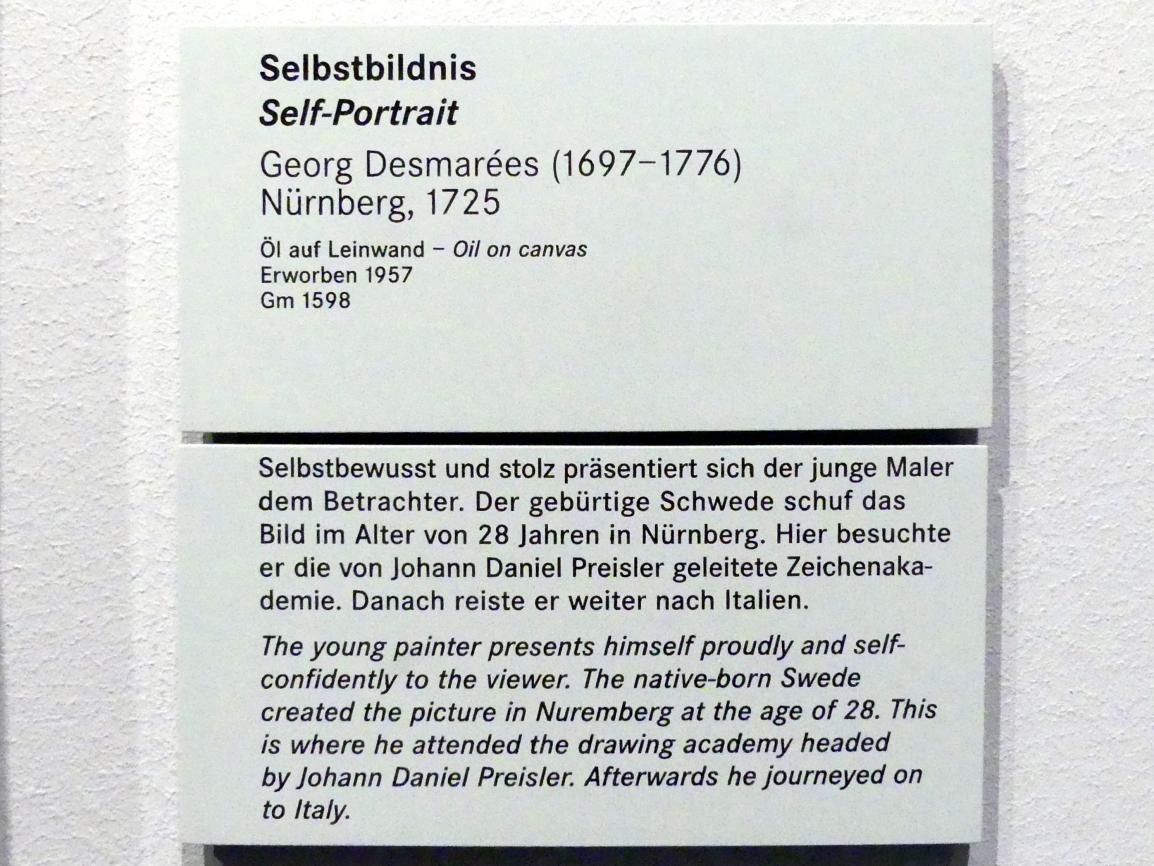 Selbstbildnis
Self-Portrait
Georg Desmarées (1697–1776)
Nürnberg, 1725
Öl auf Leinwand – Oil on canvas
Erworben 1957
Gm 1598
Selbstbewusst und stolz präsentiert sich der junge Maler
dem Betrachter. Der gebürtige Schwede schuf das
Bild im Alter von 28 Jahren in Nürnberg. Hier besuchte
er die von Johann Daniel Preisler geleitete Zeichenaka-
demie. Danach reiste er weiter nach Italien.
The young painter presents himself proudly and self-
confidently to the viewer. The native-born Swede
created the picture in Nuremberg at the age of 28. This
is where he attended the drawing academy headed
by Johann Daniel Preisler. Afterwards he journeyed on
to Italy.